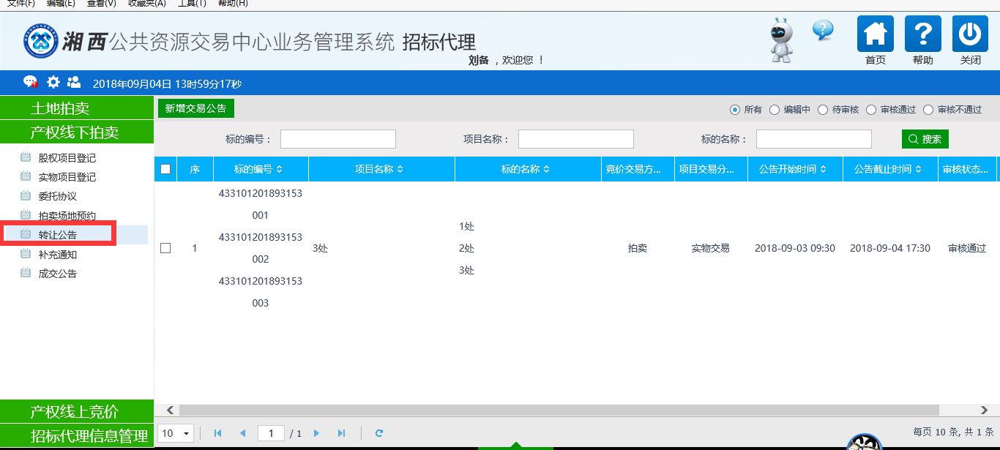 文件(F) 编辑(E) 查看(V) 收藏夹(A) 工具(T) 帮助(H)
湘西公共资源交易中心业务管理系统 招标代理
刘备 ，欢迎您 ！
首页 帮助 关闭
2018年09月04日 13时59分17秒
土地拍卖
产权线下拍卖
股权项目登记
实物项目登记
委托协议
拍卖场地预约
转让公告
补充通知
成交公告
产权线上竞价
招标代理信息管理
新增交易公告
所有 编辑中 待审核 审核通过 审核不通过
标的编号： 项目名称： 标的名称： 搜索
序 标的编号 项目名称 标的名称 竞价交易方... 项目交易分... 公告开始时间 公告截止时间 审核状态...
433101201893153
001
433101201893153
002
433101201893153
003
1 3处
1处
2处
3处
拍卖 实物交易 2018-09-03 09:30 2018-09-04 17:30 审核通过
10 1 / 1 每页 10 条, 共 1 条